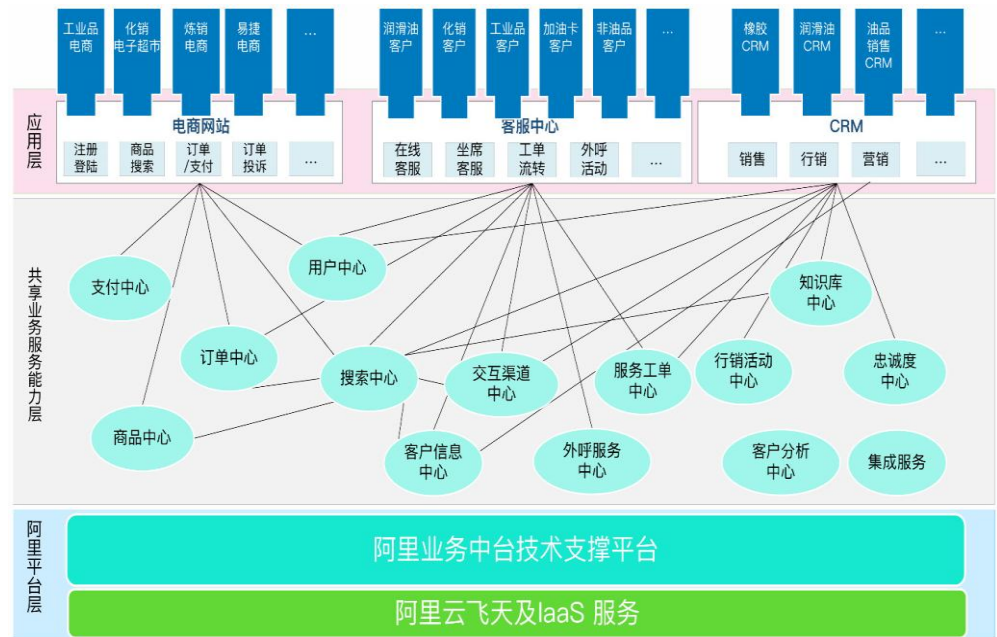 工业品
电商
化销
电子超市
炼销
电商
易捷
电商
...
润滑油
客户
化销
客户
工业品
客户
加油卡
客户
非油品
客户
...
橡胶
CRM
润滑油
CRM
油品
销售
CRM
...
应用层
电商网站
注册
登陆
商品
搜索
订单
/支付
订单
投诉
...
客服中心
在线
客服
坐席
客服
工单
流转
外呼
活动
...
CRM
销售
行销
营销
...
共享业务服务能力层
支付中心
用户中心
知识库
中心
订单中心
搜索中心
交互渠道
中心
服务工单
中心
行销活动
中心
忠诚度
中心
商品中心
客户信息
中心
外呼服务
中心
客户分析
中心
集成服务
阿里平台层
阿里业务中台技术支撑平台
阿里云飞天及IaaS 服务